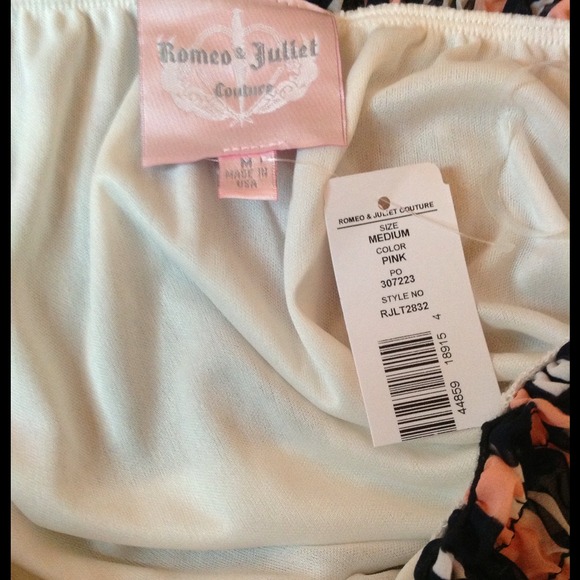 Romeo & Juliet
Couture
M
MADE IN
USA
ROMEO & JULIET COUTURE
SIZE
MEDIUM
COLOR
PINK
PO
307223
STYLE NO
RJLT2832
44859 18915 4